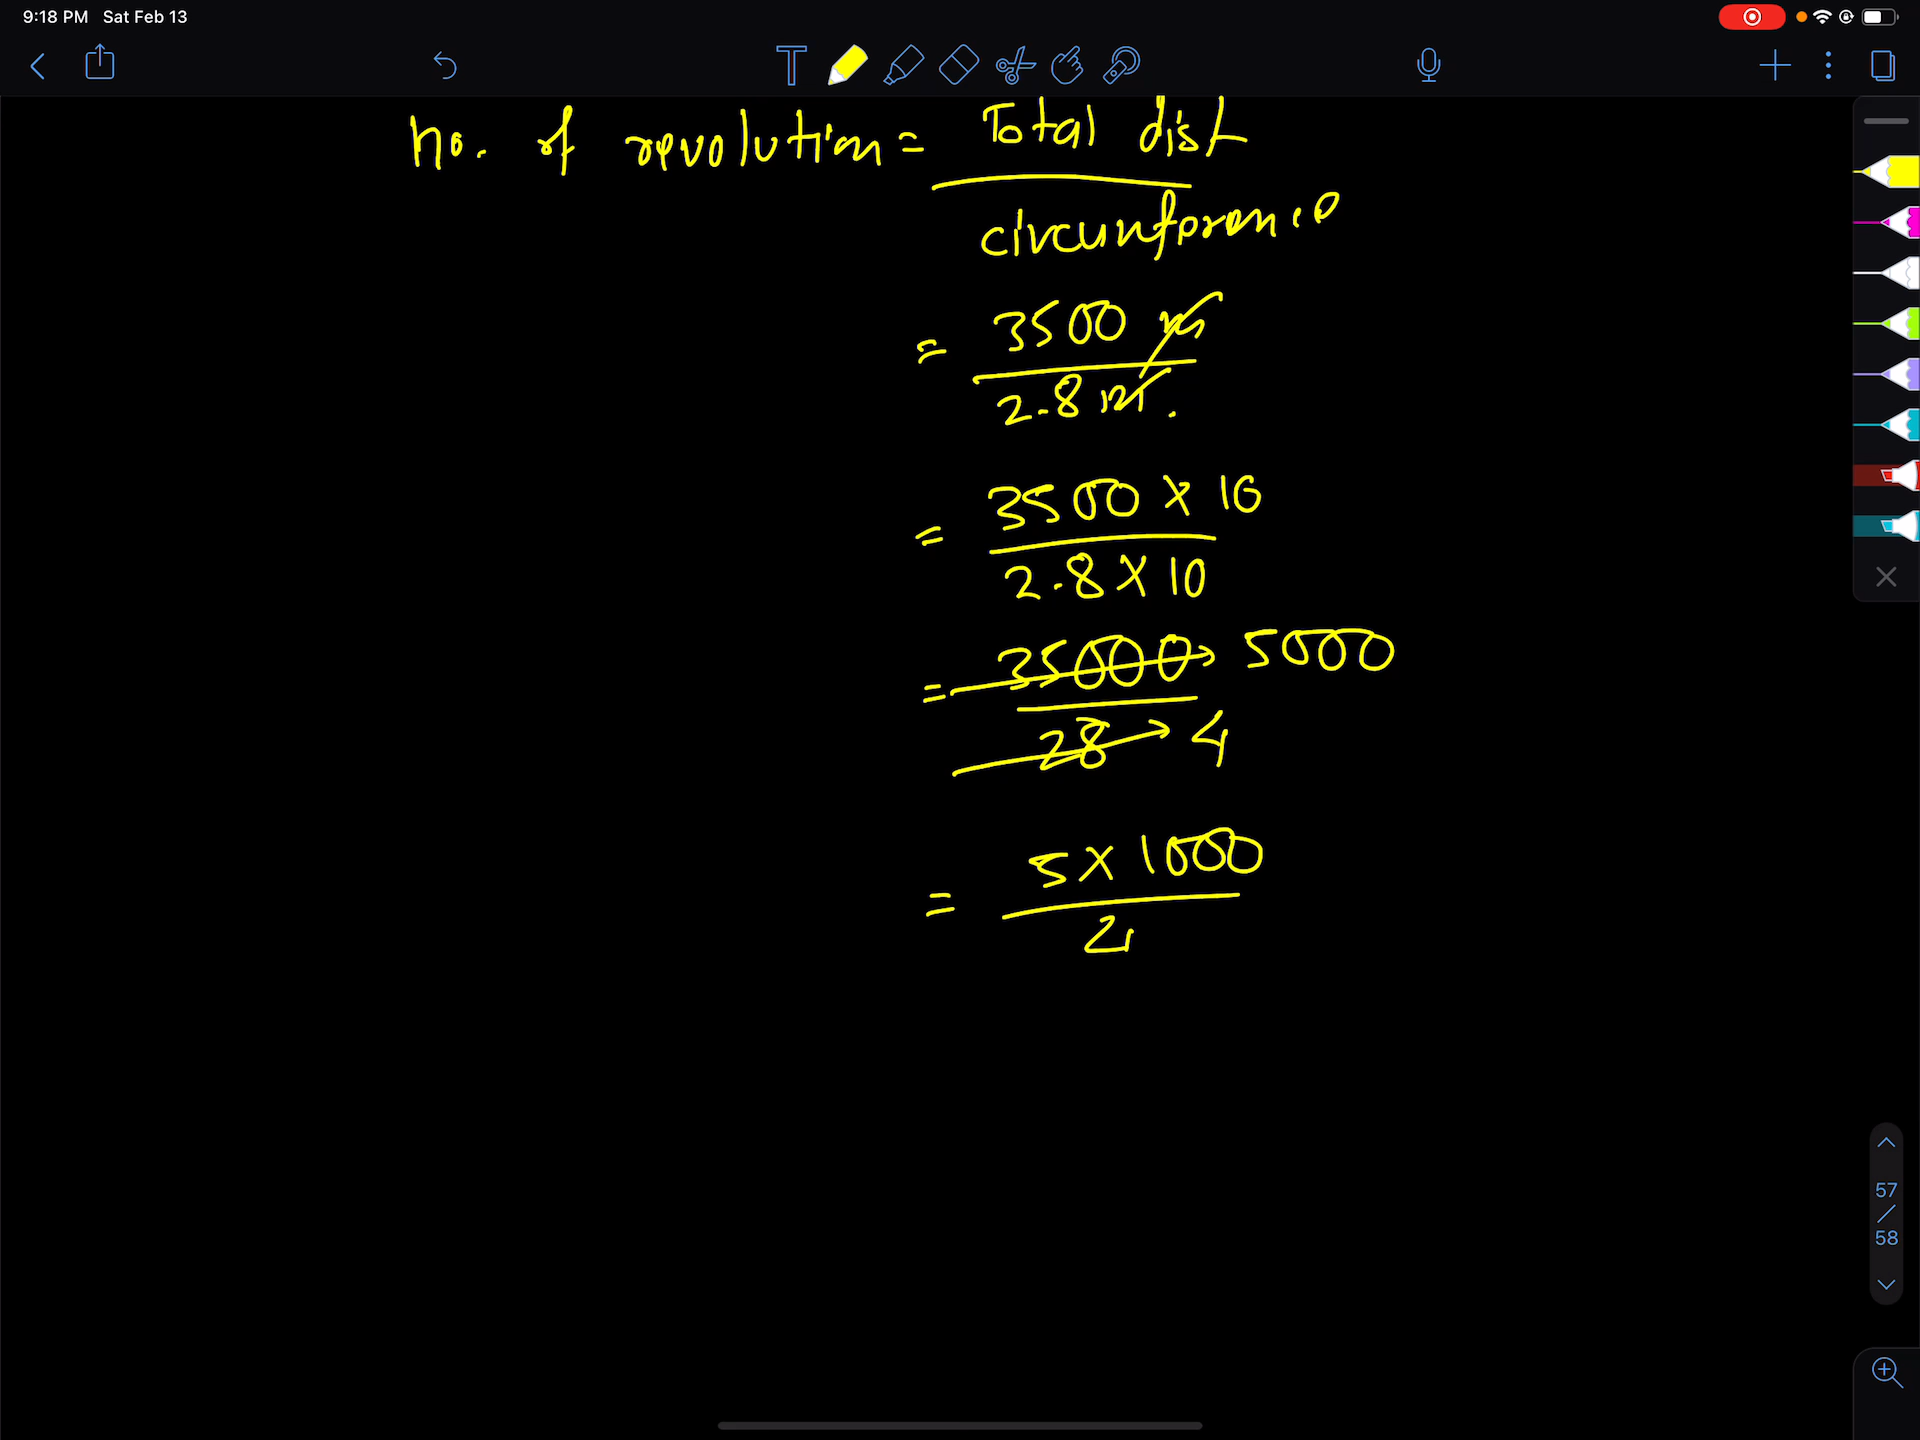 9:18 PM Sat Feb 13
T
no. of revolution = Total dist
circumference
= 3500 m
2.8 m.
= 3500 X 10
2.8 X 10
= 35000 → 5000
28 → 4
= 5 X 1000
4
57
/
58